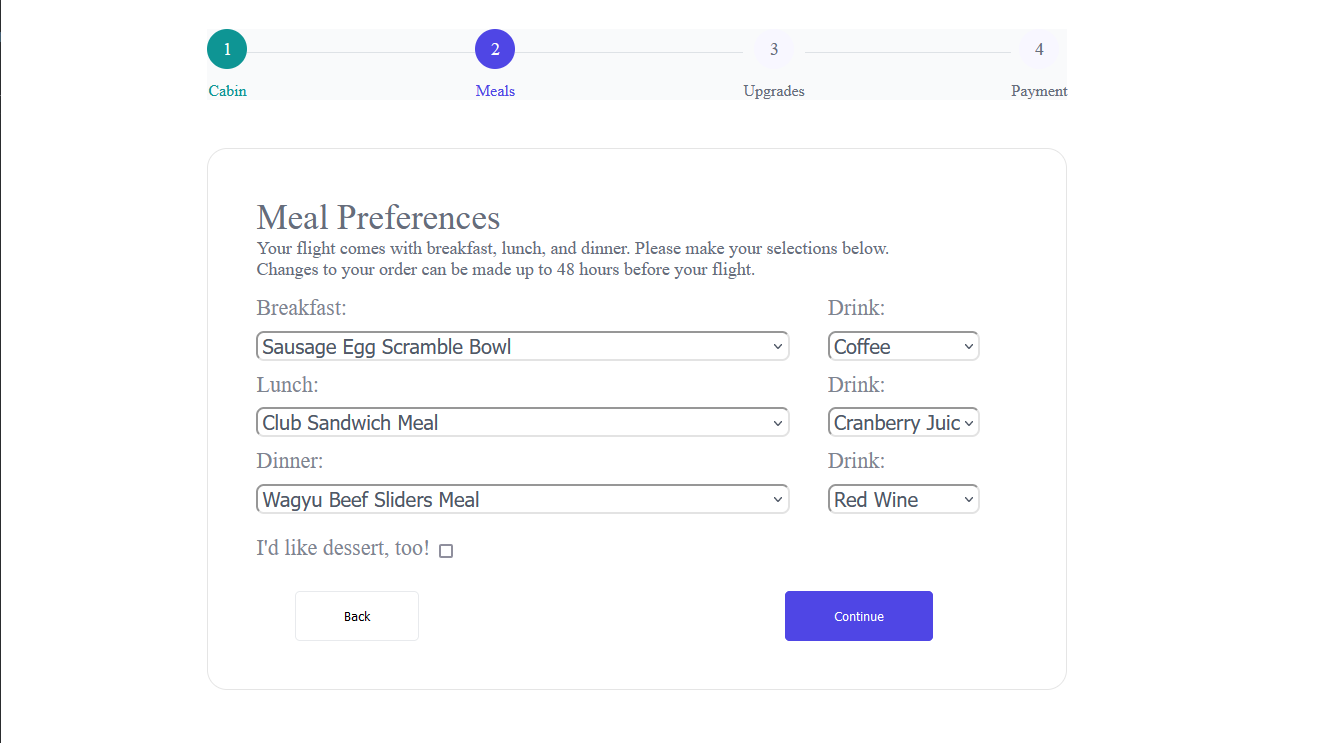 1 2 3 4
Cabin Meals Upgrades Payment
Meal Preferences
Your flight comes with breakfast, lunch, and dinner. Please make your selections below.
Changes to your order can be made up to 48 hours before your flight.
Breakfast: Drink:
Sausage Egg Scramble Bowl Coffee
Lunch: Drink:
Club Sandwich Meal Cranberry Juic
Dinner: Drink:
Wagyu Beef Sliders Meal Red Wine
I'd like dessert, too!
Back Continue